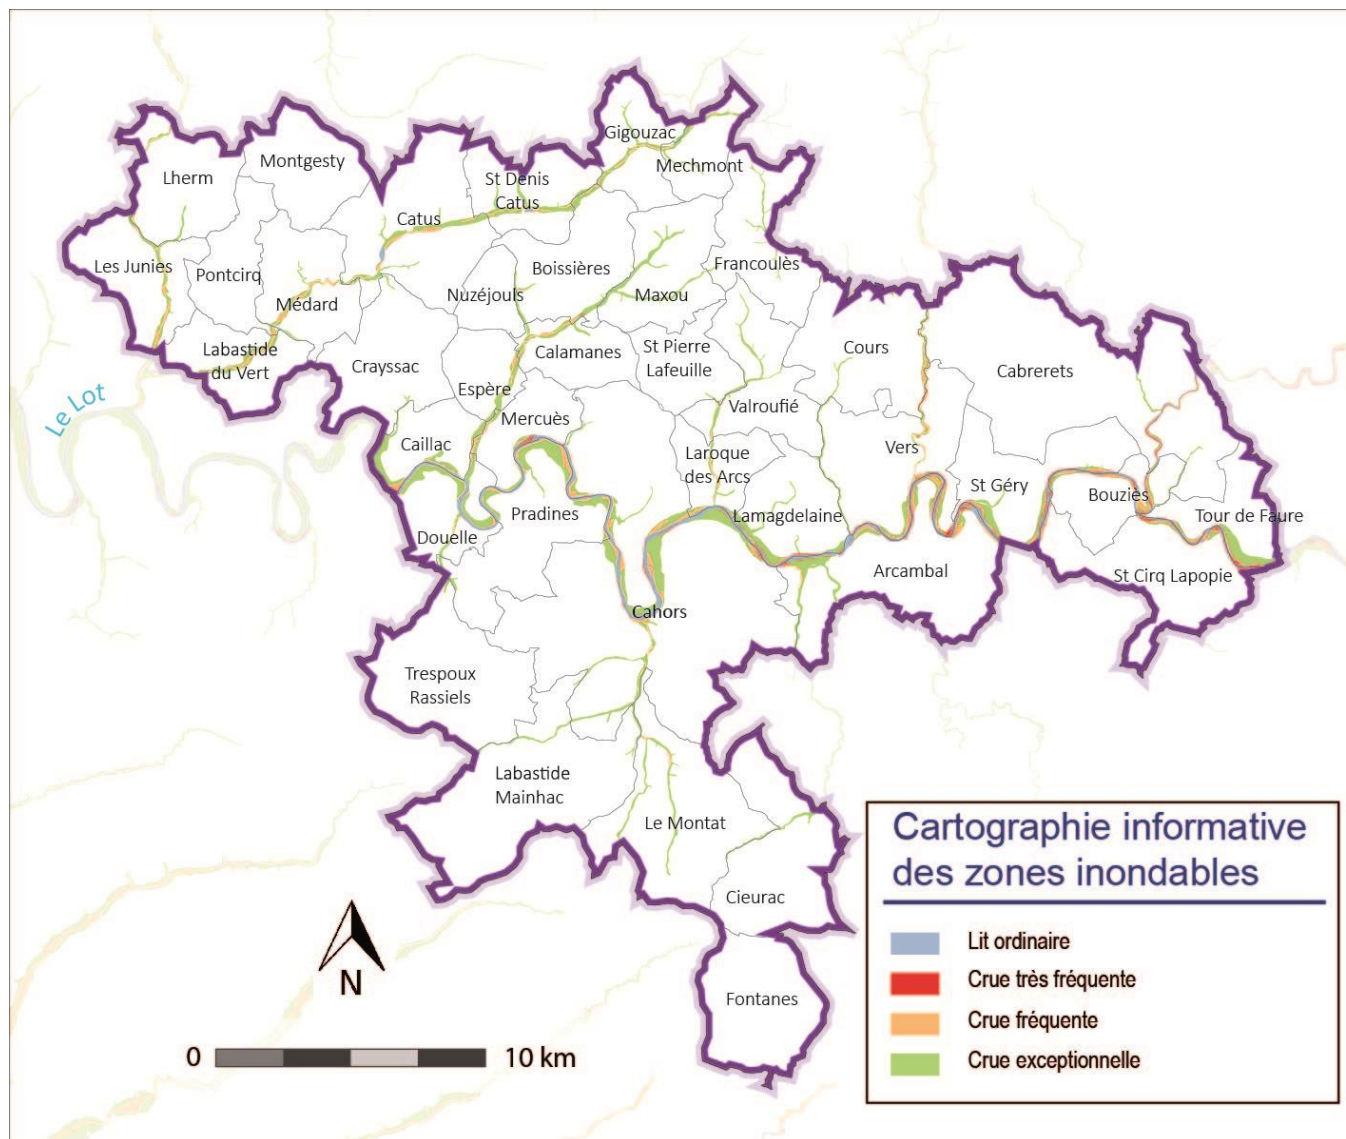 Gigouzac
Mechmont
Montgesty
Lherm
St Denis
Catus
Catus
Les Junies
Pontcirq
Médard
Nuzéjouls
Boissières
Francoulès
Maxou
Labastide
du Vert
Crayssac
Calamanes
St Pierre
Lafeuille
Cours
Cabrerets
Le Lot
Espère
Mercuès
Valroufié
Caillac
Laroque
des Arcs
Vers
St Géry
Bouziès
Pradines
Lamagdelaine
Tour de Faure
Douelle
Arcambal
St Cirq Lapopie
Cahors
Trespoux
Rassiels
Labastide
Mainhac
Le Montat
Cieurac
Fontanes
N
0 10 km
Cartographie informative
des zones inondables
Lit ordinaire
Crue très fréquente
Crue fréquente
Crue exceptionnelle